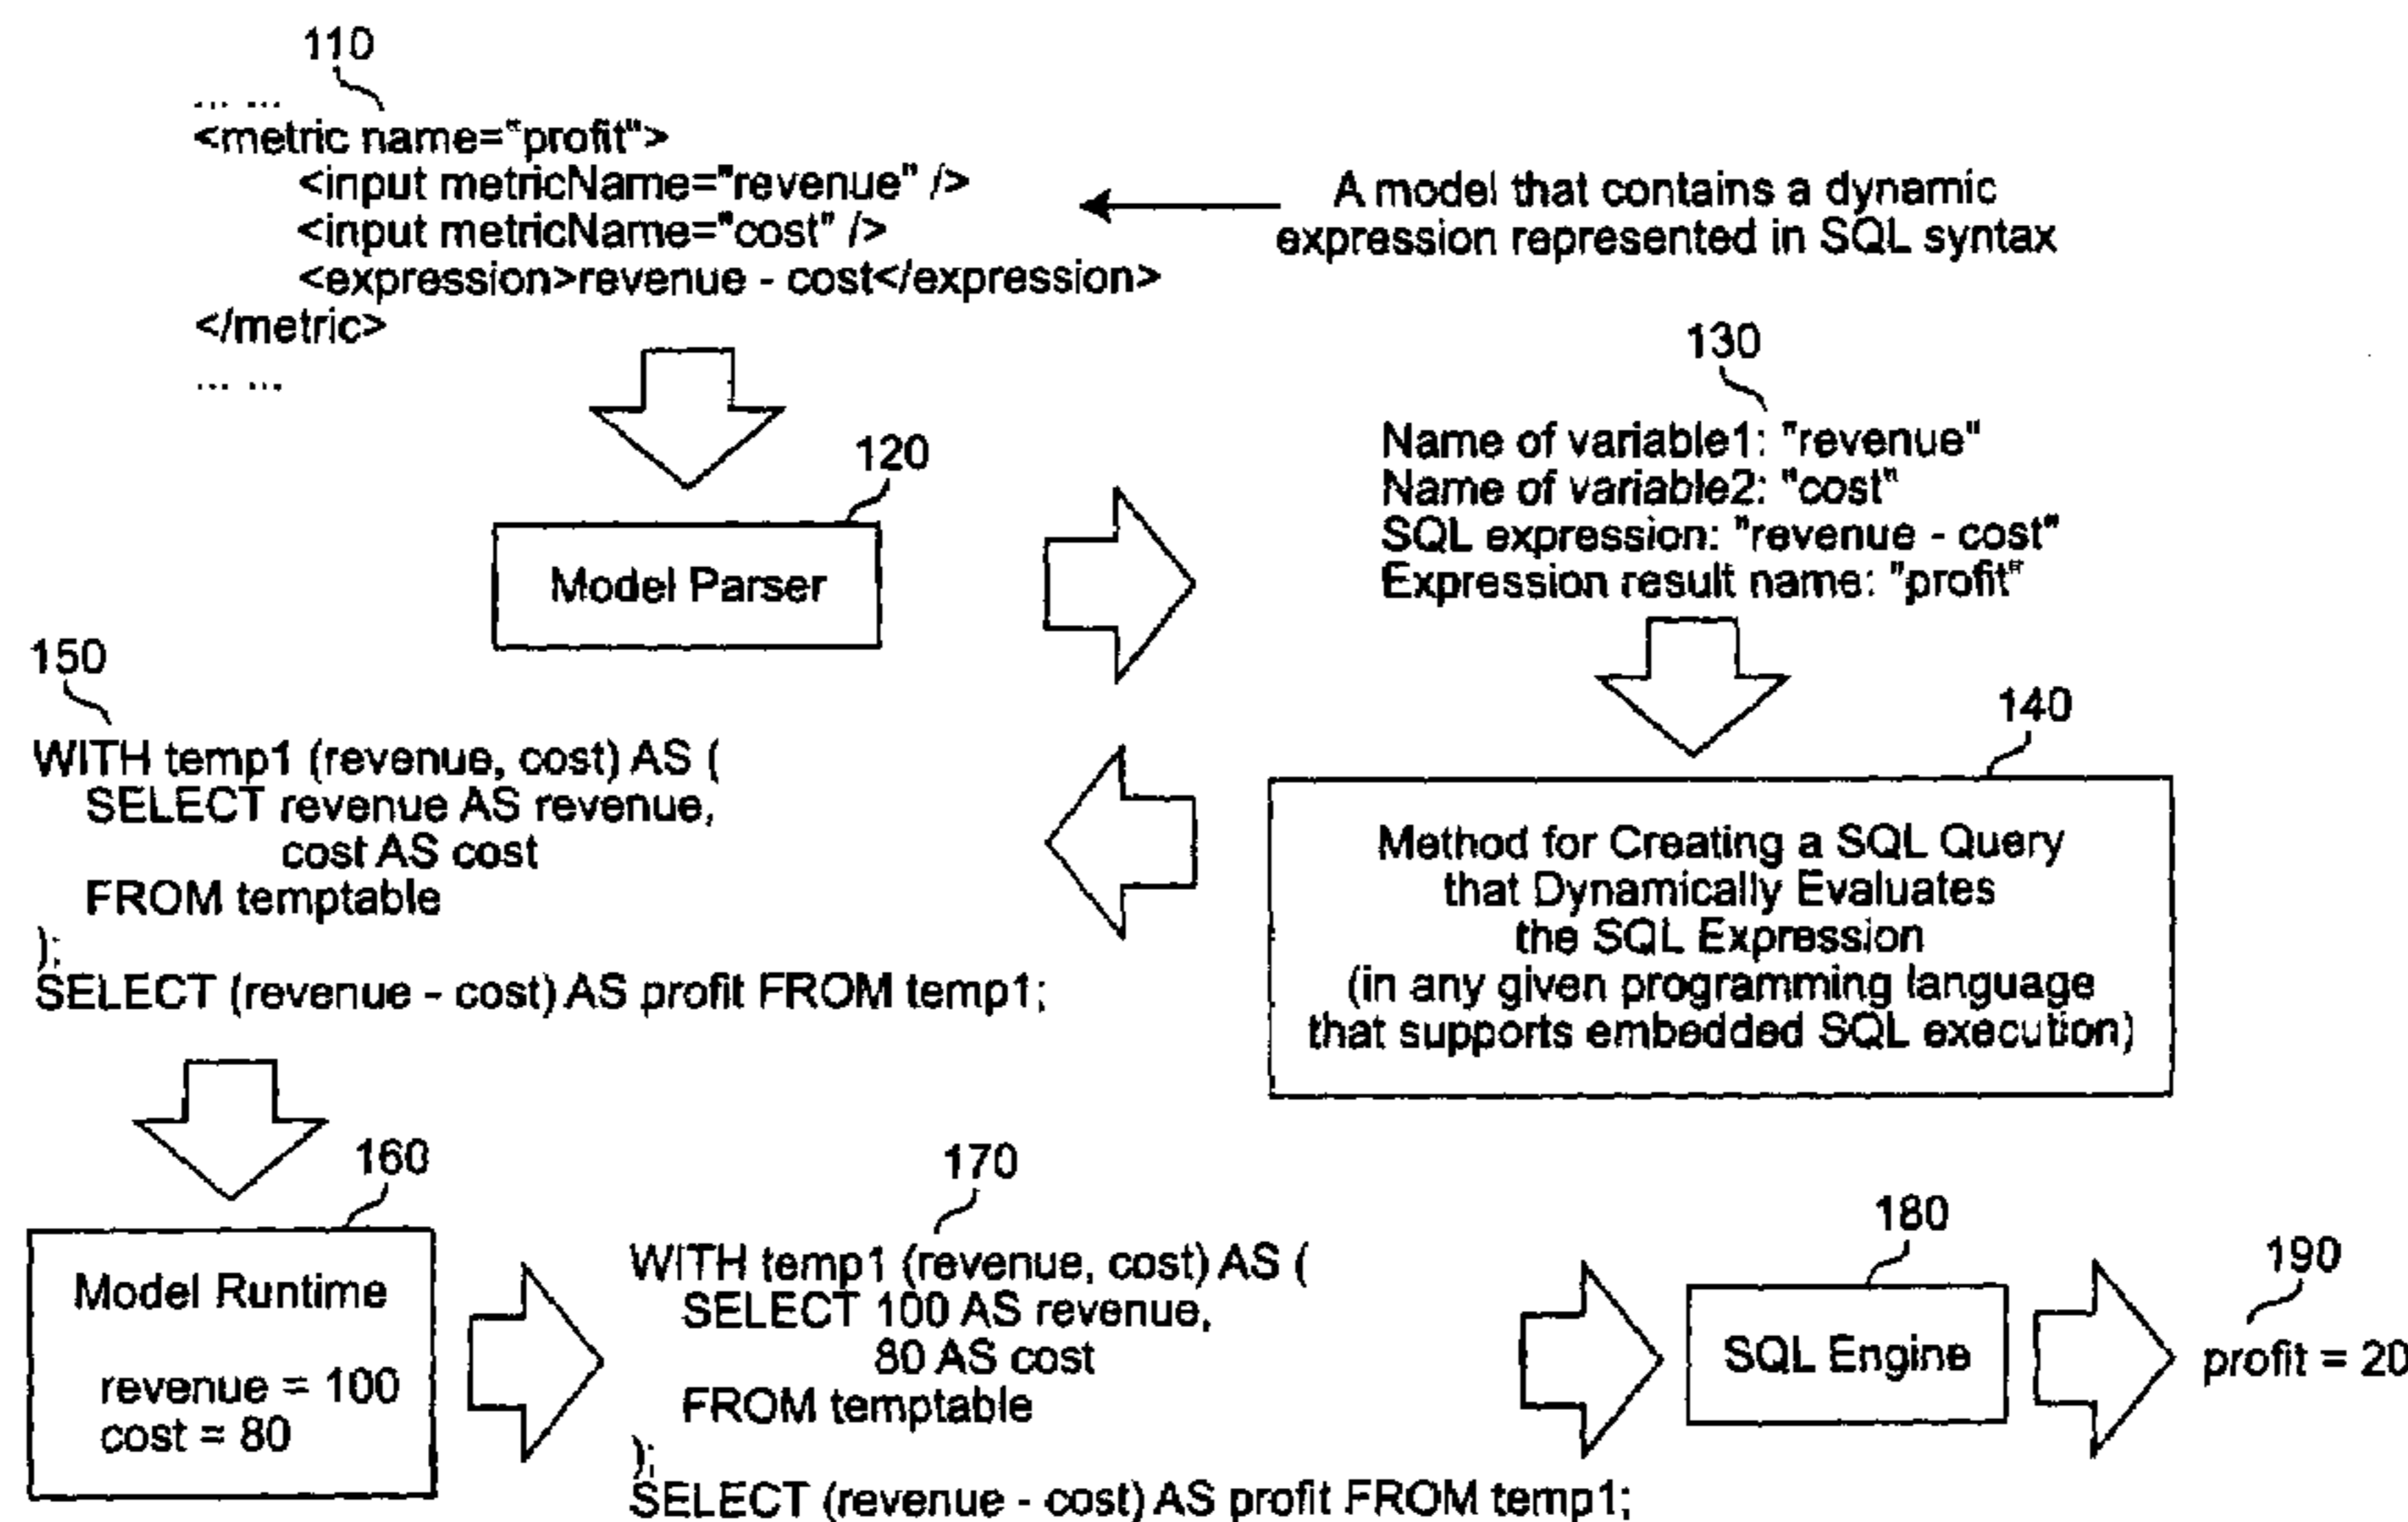 110
... ...
<metric name="profit">
<input metricName="revenue" />
<input metricName="cost" />
<expression>revenue - cost</expression>
</metric>
... ...
A model that contains a dynamic
expression represented in SQL syntax
120
Model Parser
130
Name of variable1: "revenue"
Name of variable2: "cost"
SQL expression: "revenue - cost"
Expression result name: "profit"
140
Method for Creating a SQL Query
that Dynamically Evaluates
the SQL Expression
(in any given programming language
that supports embedded SQL execution)
150
WITH temp1 (revenue, cost) AS (
SELECT revenue AS revenue,
cost AS cost
FROM temptable
);
SELECT (revenue - cost) AS profit FROM temp1;
160
Model Runtime
revenue = 100
cost = 80
170
WITH temp1 (revenue, cost) AS (
SELECT 100 AS revenue,
80 AS cost
FROM temptable
);
SELECT (revenue - cost) AS profit FROM temp1;
180
SQL Engine
190
profit = 20